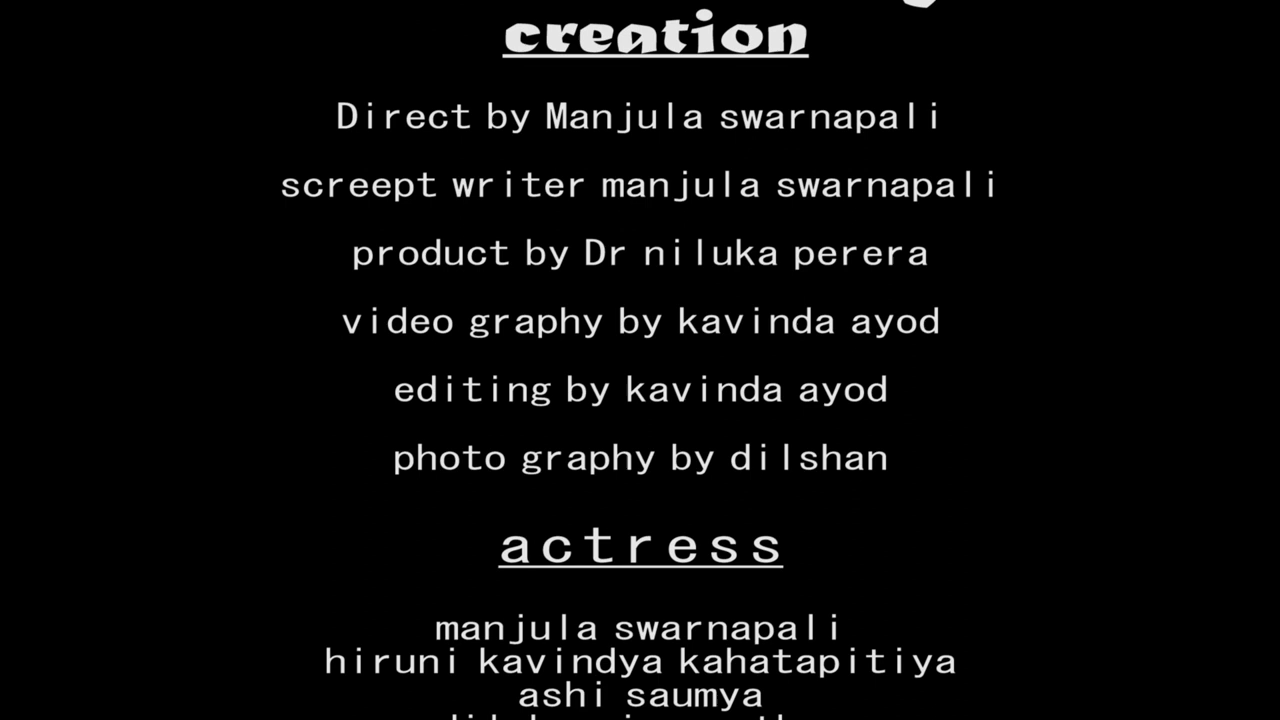 creation
Direct by Manjula swarnapali
screept writer manjula swarnapali
product by Dr niluka perera
video graphy by kavinda ayod
editing by kavinda ayod
photo graphy by dilshan
actress
manjula swarnapali
hiruni kavindya kahatapitiya
ashi saumya